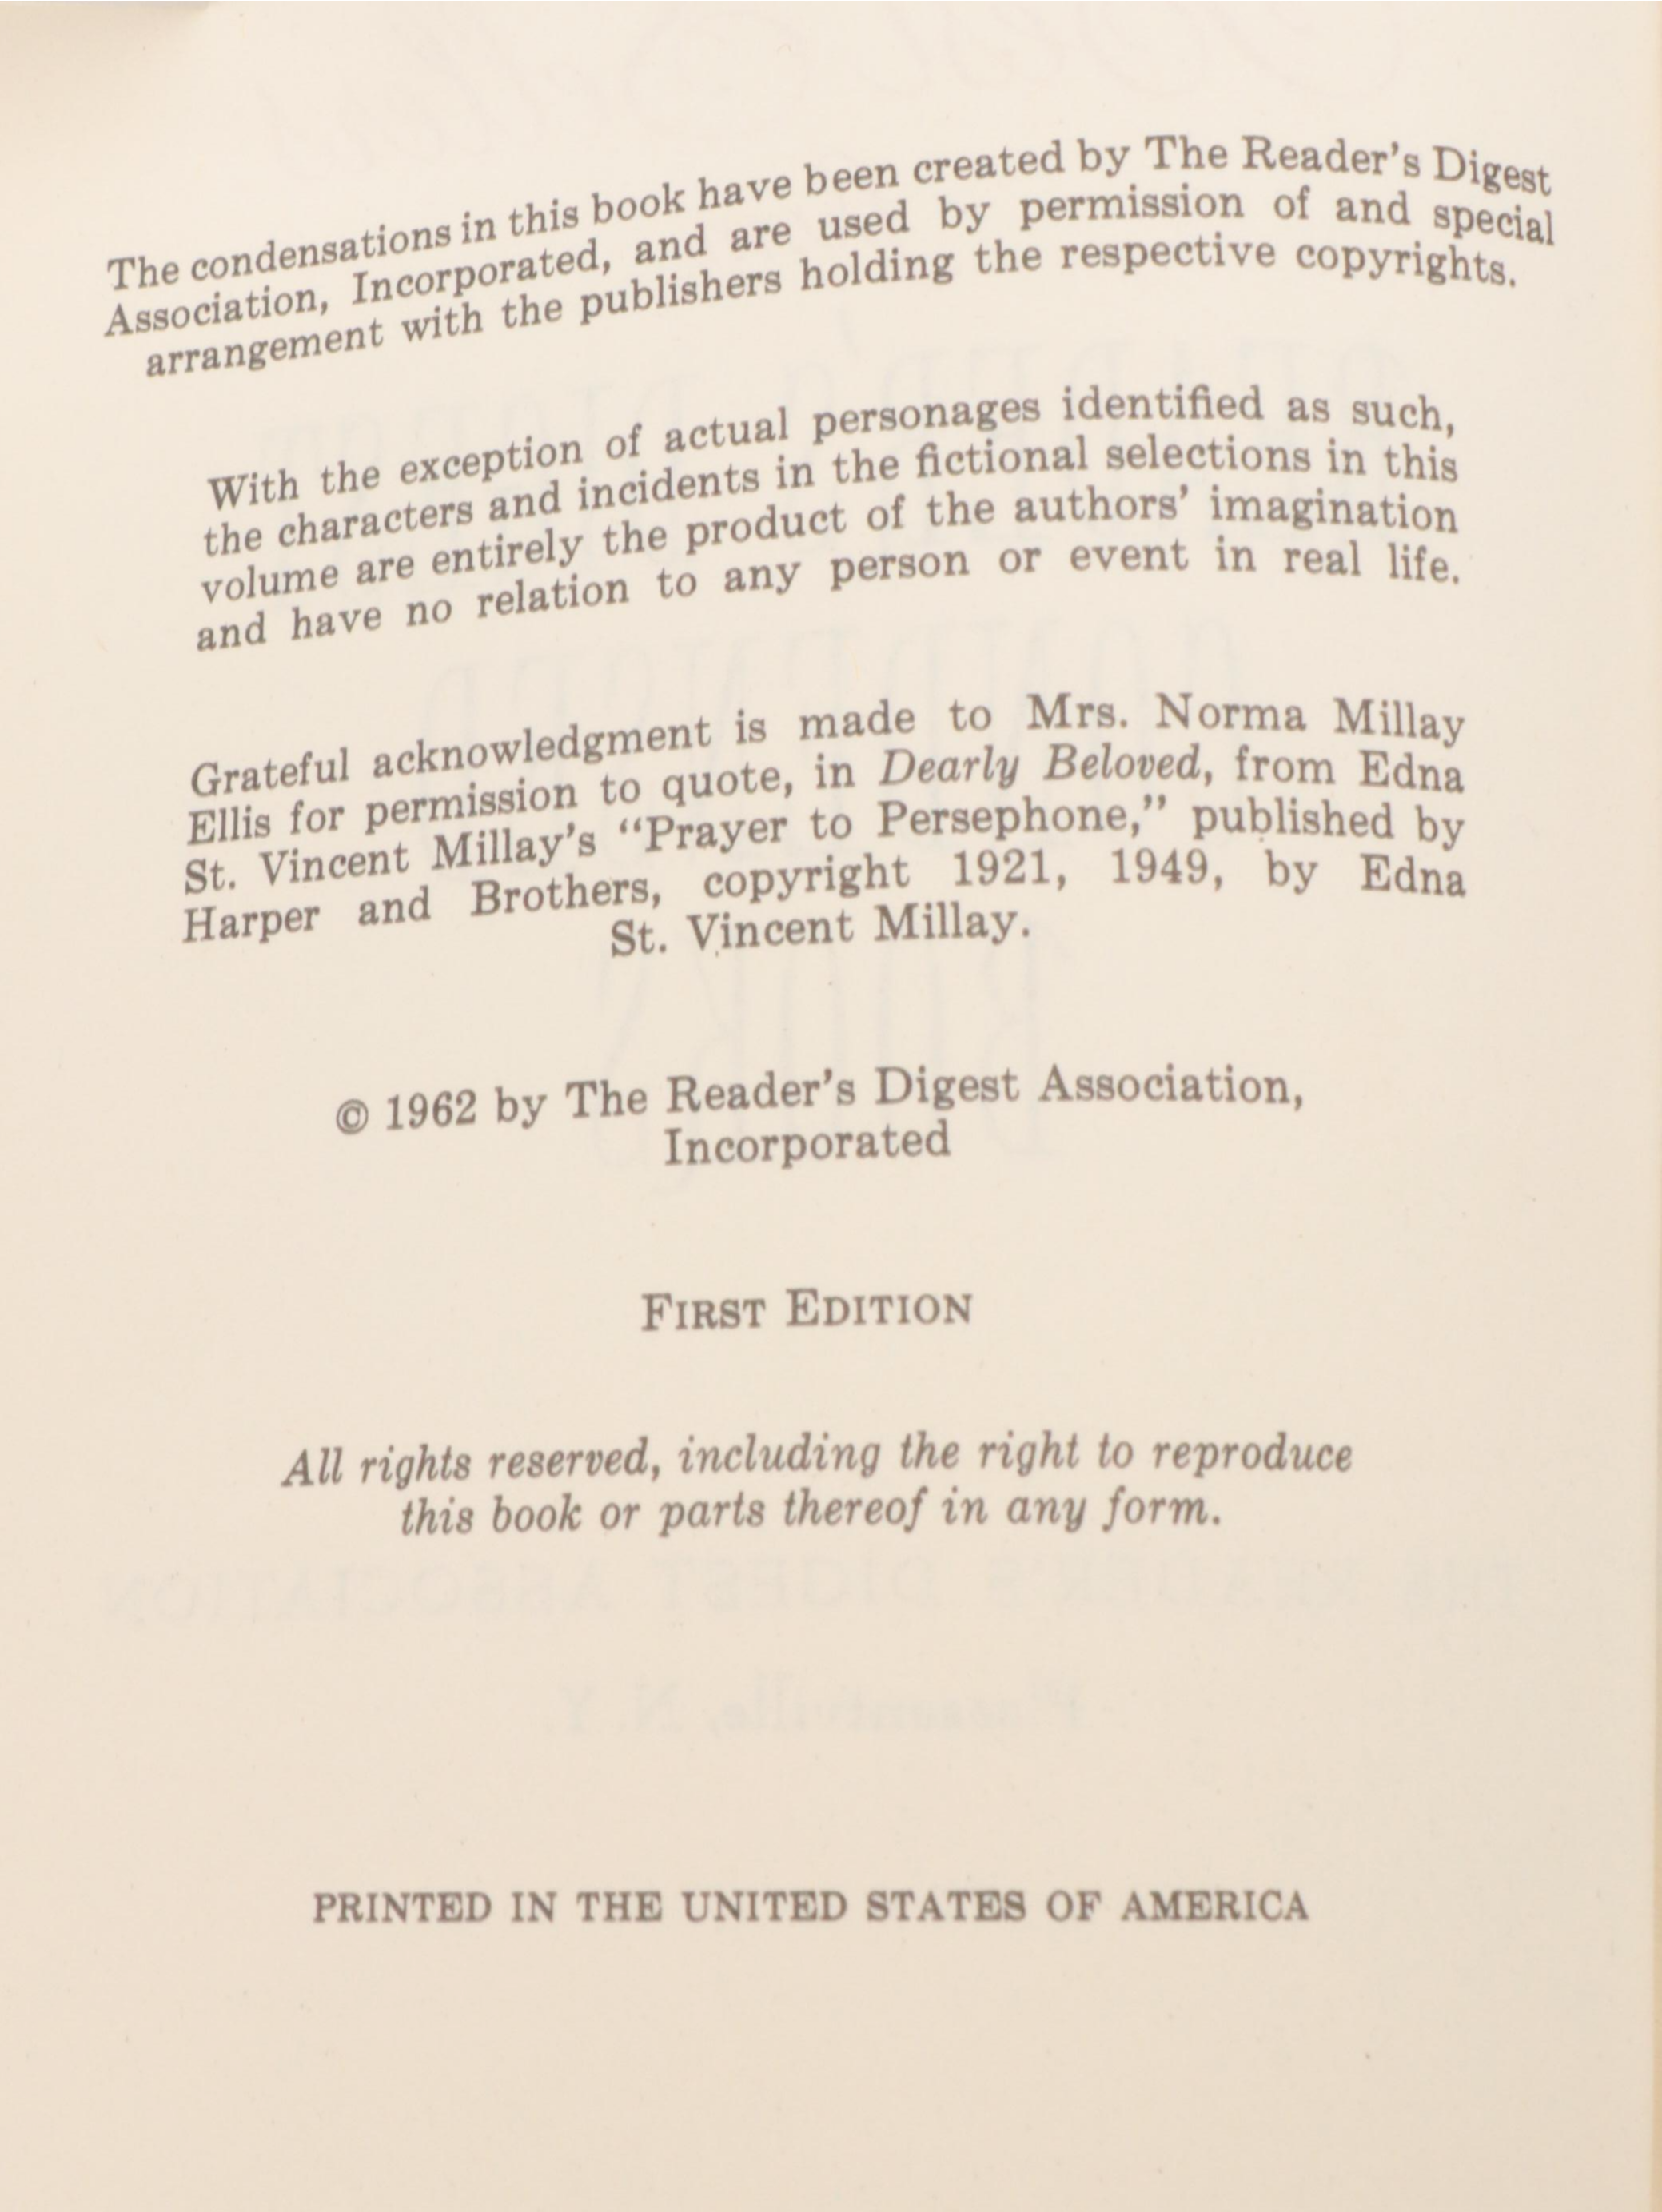 The condensations in this book have been created by The Reader's Digest
Association, Incorporated, and are used by permission of and special
arrangement with the publishers holding the respective copyrights.
With the exception of actual personages identified as such,
the characters and incidents in the fictional selections in this
volume are entirely the product of the authors' imagination
and have no relation to any person or event in real life.
Grateful acknowledgment is made to Mrs. Norma Millay
Ellis for permission to quote, in Dearly Beloved, from Edna
St. Vincent Millay's “Prayer to Persephone,” published by
Harper and Brothers, copyright 1921, 1949, by Edna
St. Vincent Millay.
© 1962 by The Reader's Digest Association,
Incorporated
FIRST EDITION
All rights reserved, including the right to reproduce
this book or parts thereof in any form.
PRINTED IN THE UNITED STATES OF AMERICA